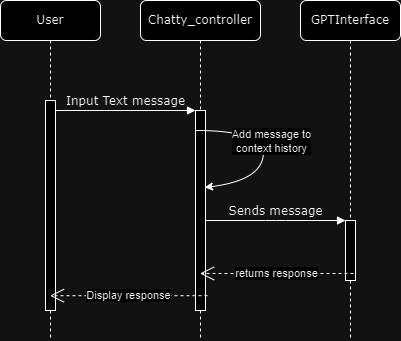 User
Chatty_controller
GPTInterface
Input Text message
Add message to
context history
Sends message
returns response
Display response